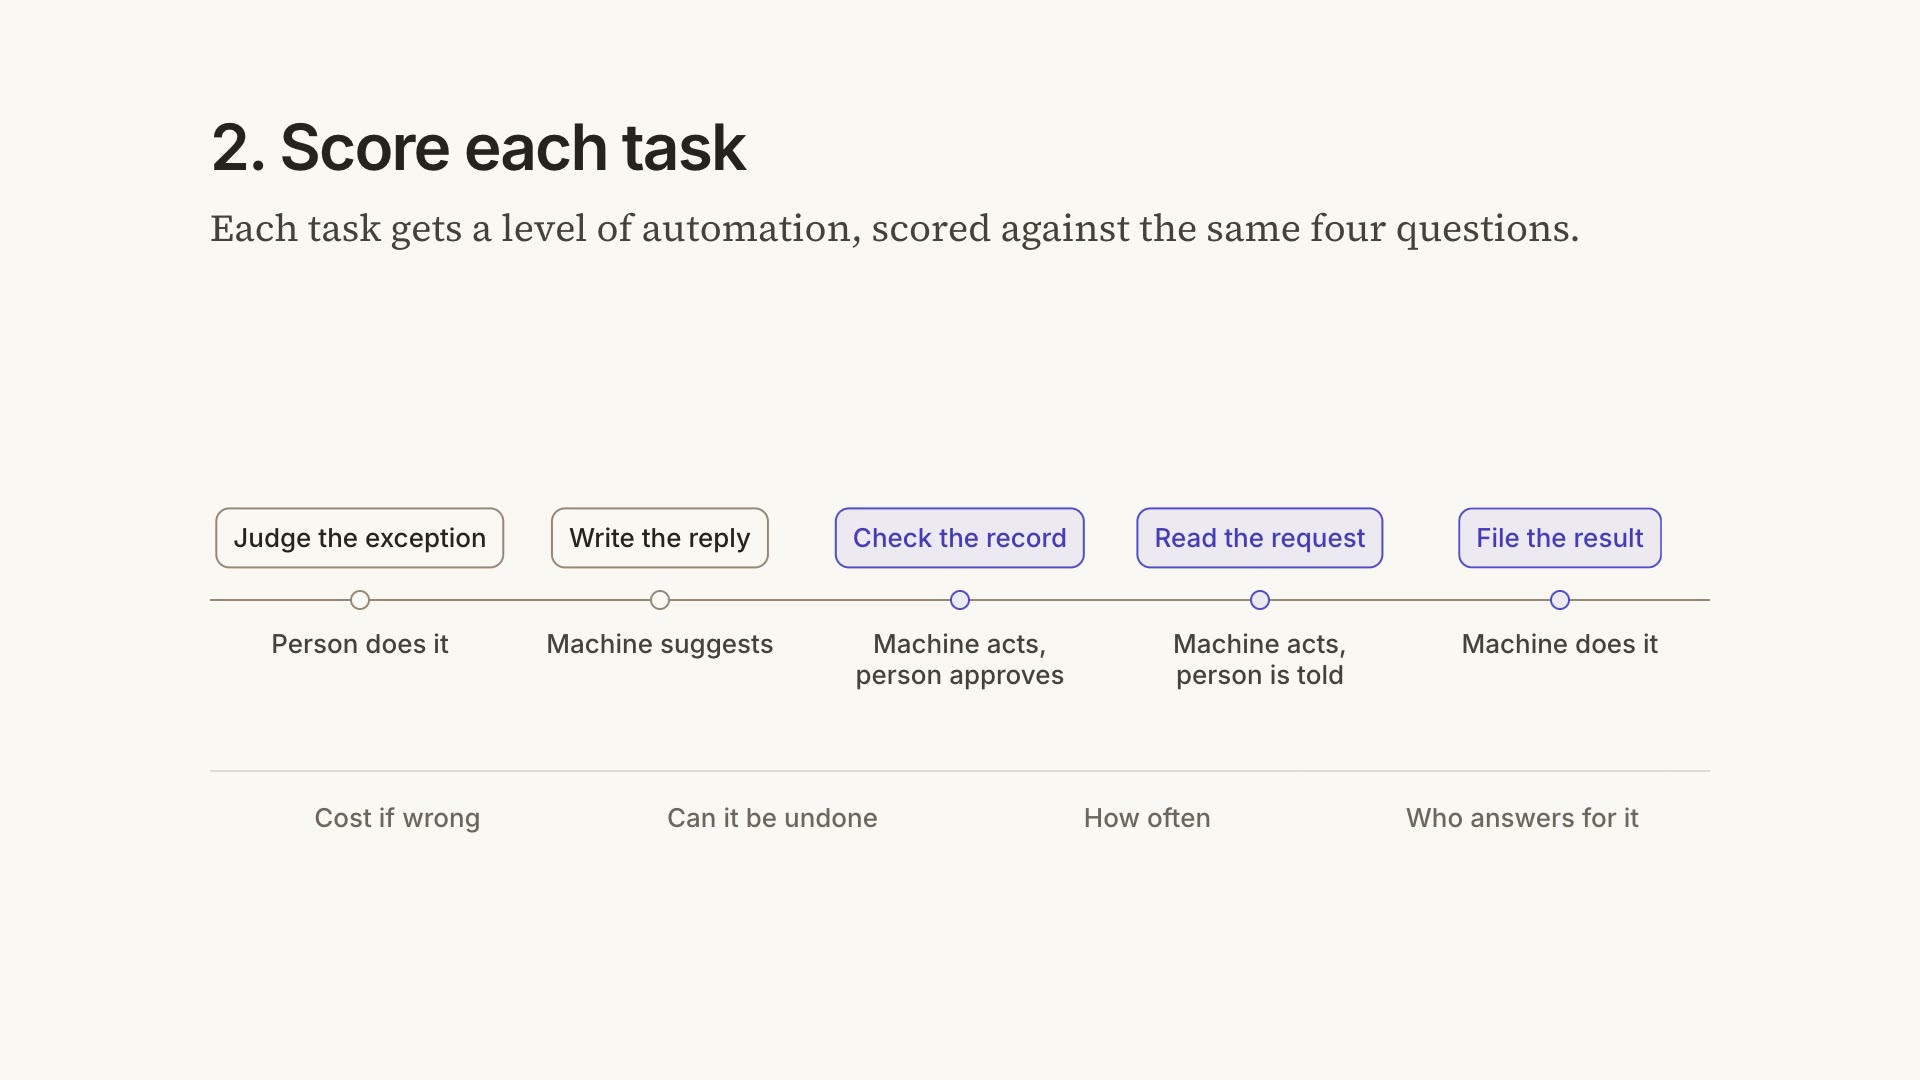 2. Score each task
Each task gets a level of automation, scored against the same four questions.
Judge the exception
Write the reply
Check the record
Read the request
File the result
Person does it
Machine suggests
Machine acts,
person approves
Machine acts,
person is told
Machine does it
Cost if wrong
Can it be undone
How often
Who answers for it